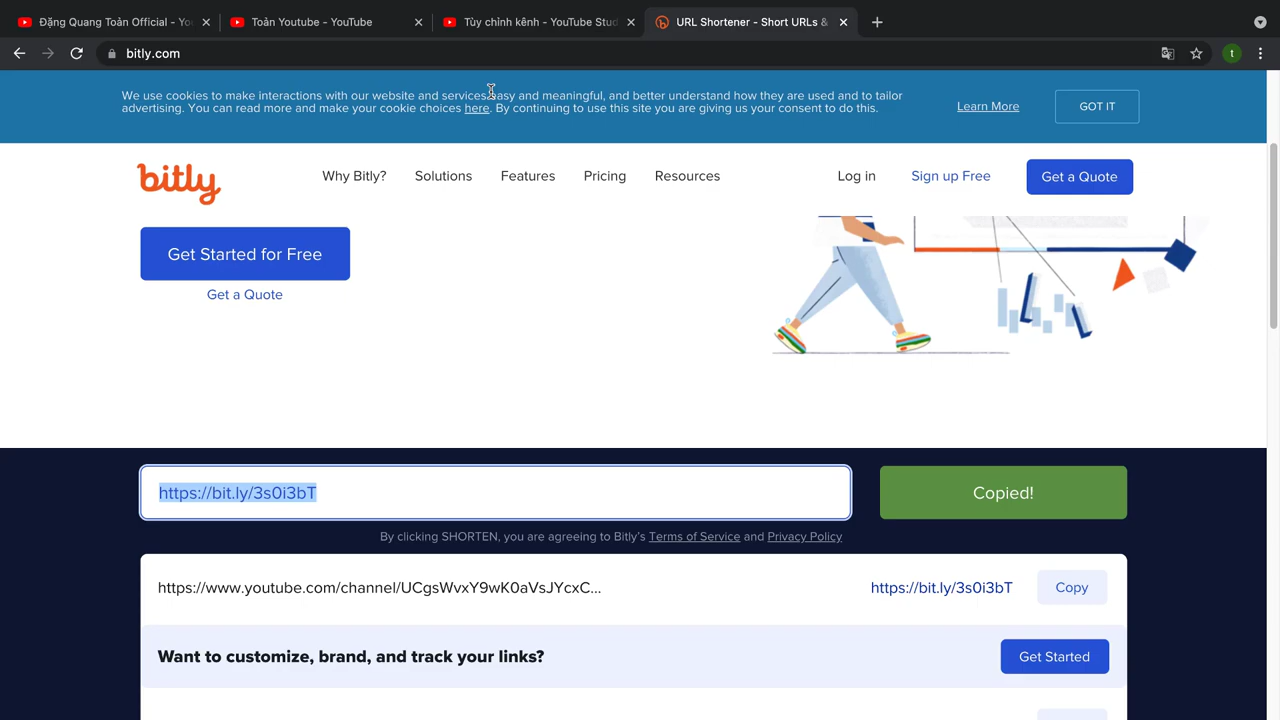 Đặng Quang Toàn Official - Yo
Toản Youtube - YouTube
Tùy chỉnh kênh - YouTube Stud
URL Shortener - Short URLs &
bitly.com
t
We use cookies to make interactions with our website and services easy and meaningful, and better understand how they are used and to tailor
advertising. You can read more and make your cookie choices here. By continuing to use this site you are giving us your consent to do this.
Learn More
GOT IT
bitly
Why Bitly?
Solutions
Features
Pricing
Resources
Log in
Sign up Free
Get a Quote
Get Started for Free
Get a Quote
https://bit.ly/3s0i3bT
Copied!
By clicking SHORTEN, you are agreeing to Bitly's Terms of Service and Privacy Policy
https://www.youtube.com/channel/UCgsWvxY9wK0aVsJYcxC...
https://bit.ly/3s0i3bT
Copy
Want to customize, brand, and track your links?
Get Started